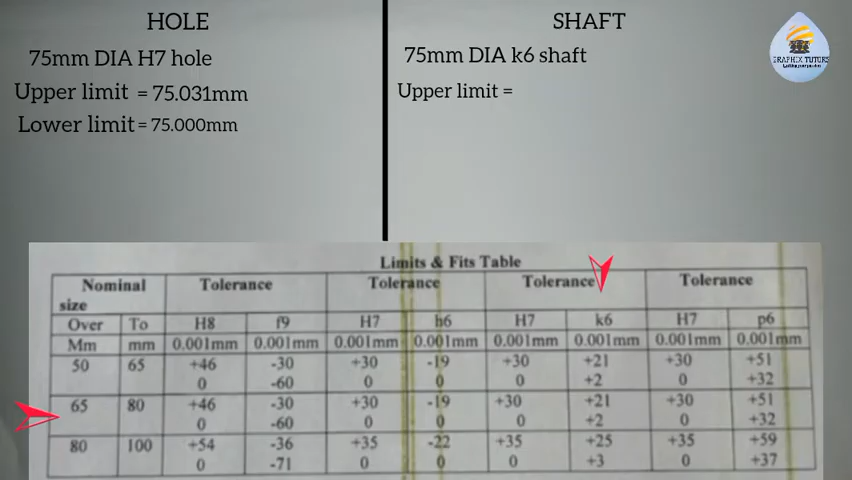 HOLE
75mm DIA H7 hole
Upper limit = 75.031mm
Lower limit = 75.000mm
SHAFT
75mm DIA k6 shaft
Upper limit =
GRAPHIX TUTORS
Limits & Fits Table
Nominal size Tolerance Tolerance Tolerance Tolerance
Over To H8 f9 H7 h6 H7 k6 H7 p6
Mm mm 0.001mm 0.001mm 0.001mm 0.001mm 0.001mm 0.001mm 0.001mm 0.001mm
50 65 +46 -30 +30 -19 +30 +21 +30 +51
0 -60 0 0 0 +2 0 +32
65 80 +46 -30 +30 -19 +30 +21 +30 +51
0 -60 0 0 0 +2 0 +32
80 100 +54 -36 +35 -22 +35 +25 +35 +59
0 -71 0 0 0 +3 0 +37